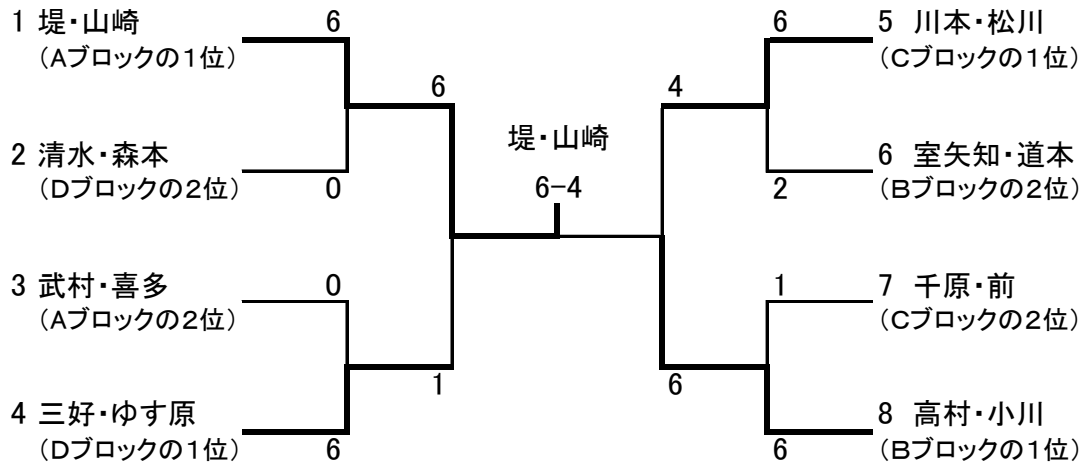 1 堤・山崎
6
(Aブロックの1位)
6
2 清水・森本
(Dブロックの2位)
0
3 武村・喜多
0
(Aブロックの2位)
1
4 三好・ゆす原
(Dブロックの1位)
6
堤・山崎
6-4
6
5 川本・松川
(Cブロックの1位)
4
6 室矢知・道本
(Bブロックの2位)
2
1
7 千原・前
(Cブロックの2位)
6
8 高村・小川
(Bブロックの1位)
6